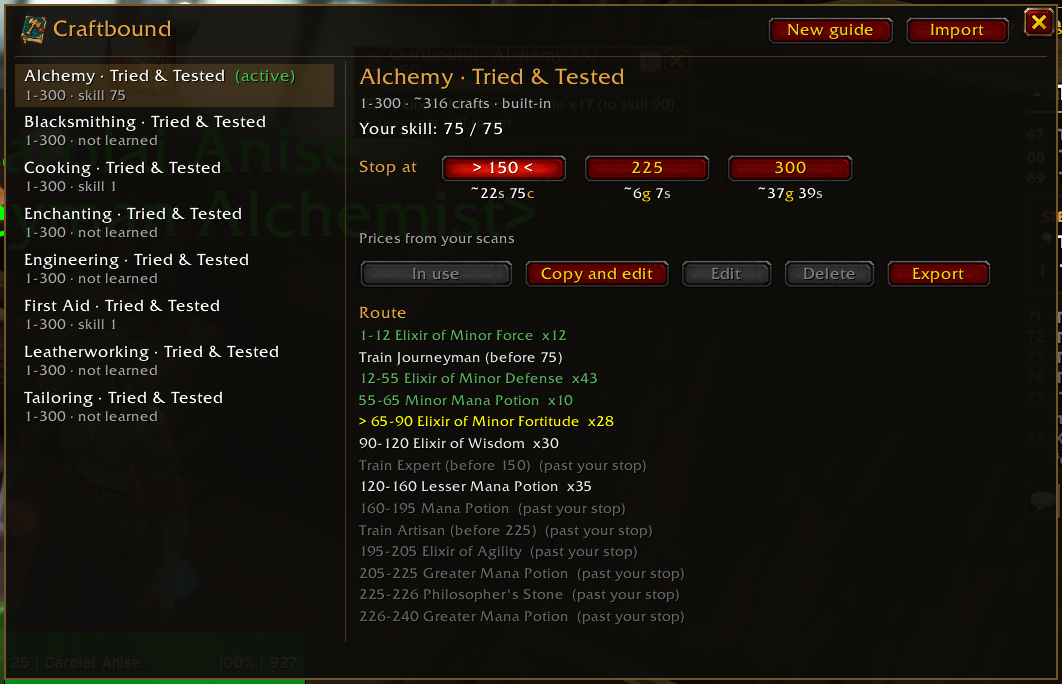 Craftbound
New guide
Import
Alchemy · Tried & Tested (active)
1-300 · skill 75
Blacksmithing · Tried & Tested
1-300 · not learned
Cooking · Tried & Tested
1-300 · skill 1
Enchanting · Tried & Tested
1-300 · not learned
Engineering · Tried & Tested
1-300 · not learned
First Aid · Tried & Tested
1-300 · skill 1
Leatherworking · Tried & Tested
1-300 · not learned
Tailoring · Tried & Tested
1-300 · not learned
Alchemy · Tried & Tested
1-300 · ~316 crafts · built-in
Your skill: 75 / 75
Stop at
> 150 <
225
300
~22s 75c
~6g 7s
~37g 39s
Prices from your scans
In use
Copy and edit
Edit
Delete
Export
Route
1-12 Elixir of Minor Force x12
Train Journeyman (before 75)
12-55 Elixir of Minor Defense x43
55-65 Minor Mana Potion x10
> 65-90 Elixir of Minor Fortitude x28
90-120 Elixir of Wisdom x30
Train Expert (before 150) (past your stop)
120-160 Lesser Mana Potion x35
160-195 Mana Potion (past your stop)
Train Artisan (before 225) (past your stop)
195-205 Elixir of Agility (past your stop)
205-225 Greater Mana Potion (past your stop)
225-226 Philosopher's Stone (past your stop)
226-240 Greater Mana Potion (past your stop)
25 | Carolai Anise
100% | 927